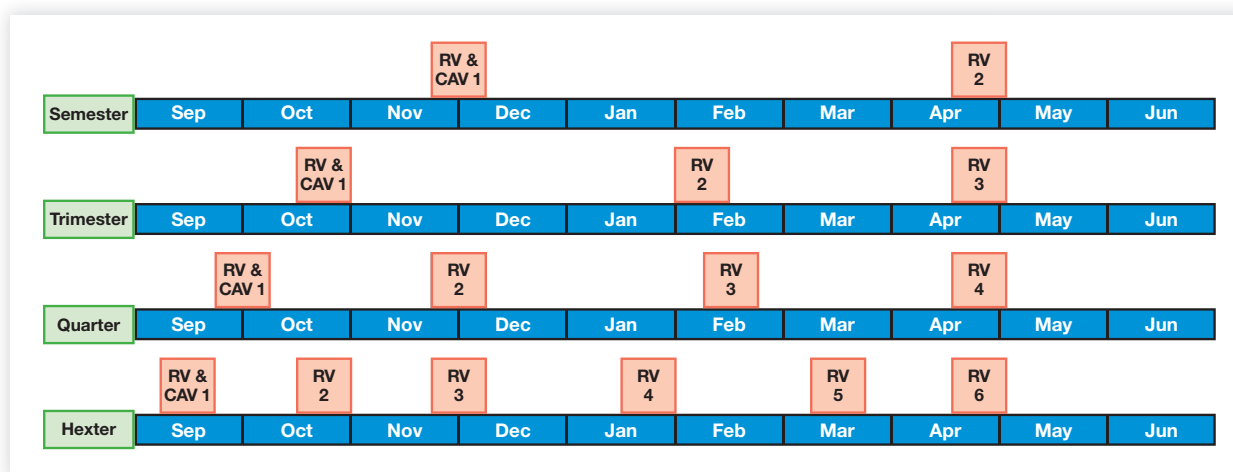 RV & RV
CAV 1 2
Semester Sep Oct Nov Dec Jan Feb Mar Apr May Jun
RV & RV RV
CAV 1 2 3
Trimester Sep Oct Nov Dec Jan Feb Mar Apr May Jun
RV & RV RV RV
CAV 1 2 3 4
Quarter Sep Oct Nov Dec Jan Feb Mar Apr May Jun
RV & RV RV RV RV RV
CAV 1 2 3 4 5 6
Hexter Sep Oct Nov Dec Jan Feb Mar Apr May Jun